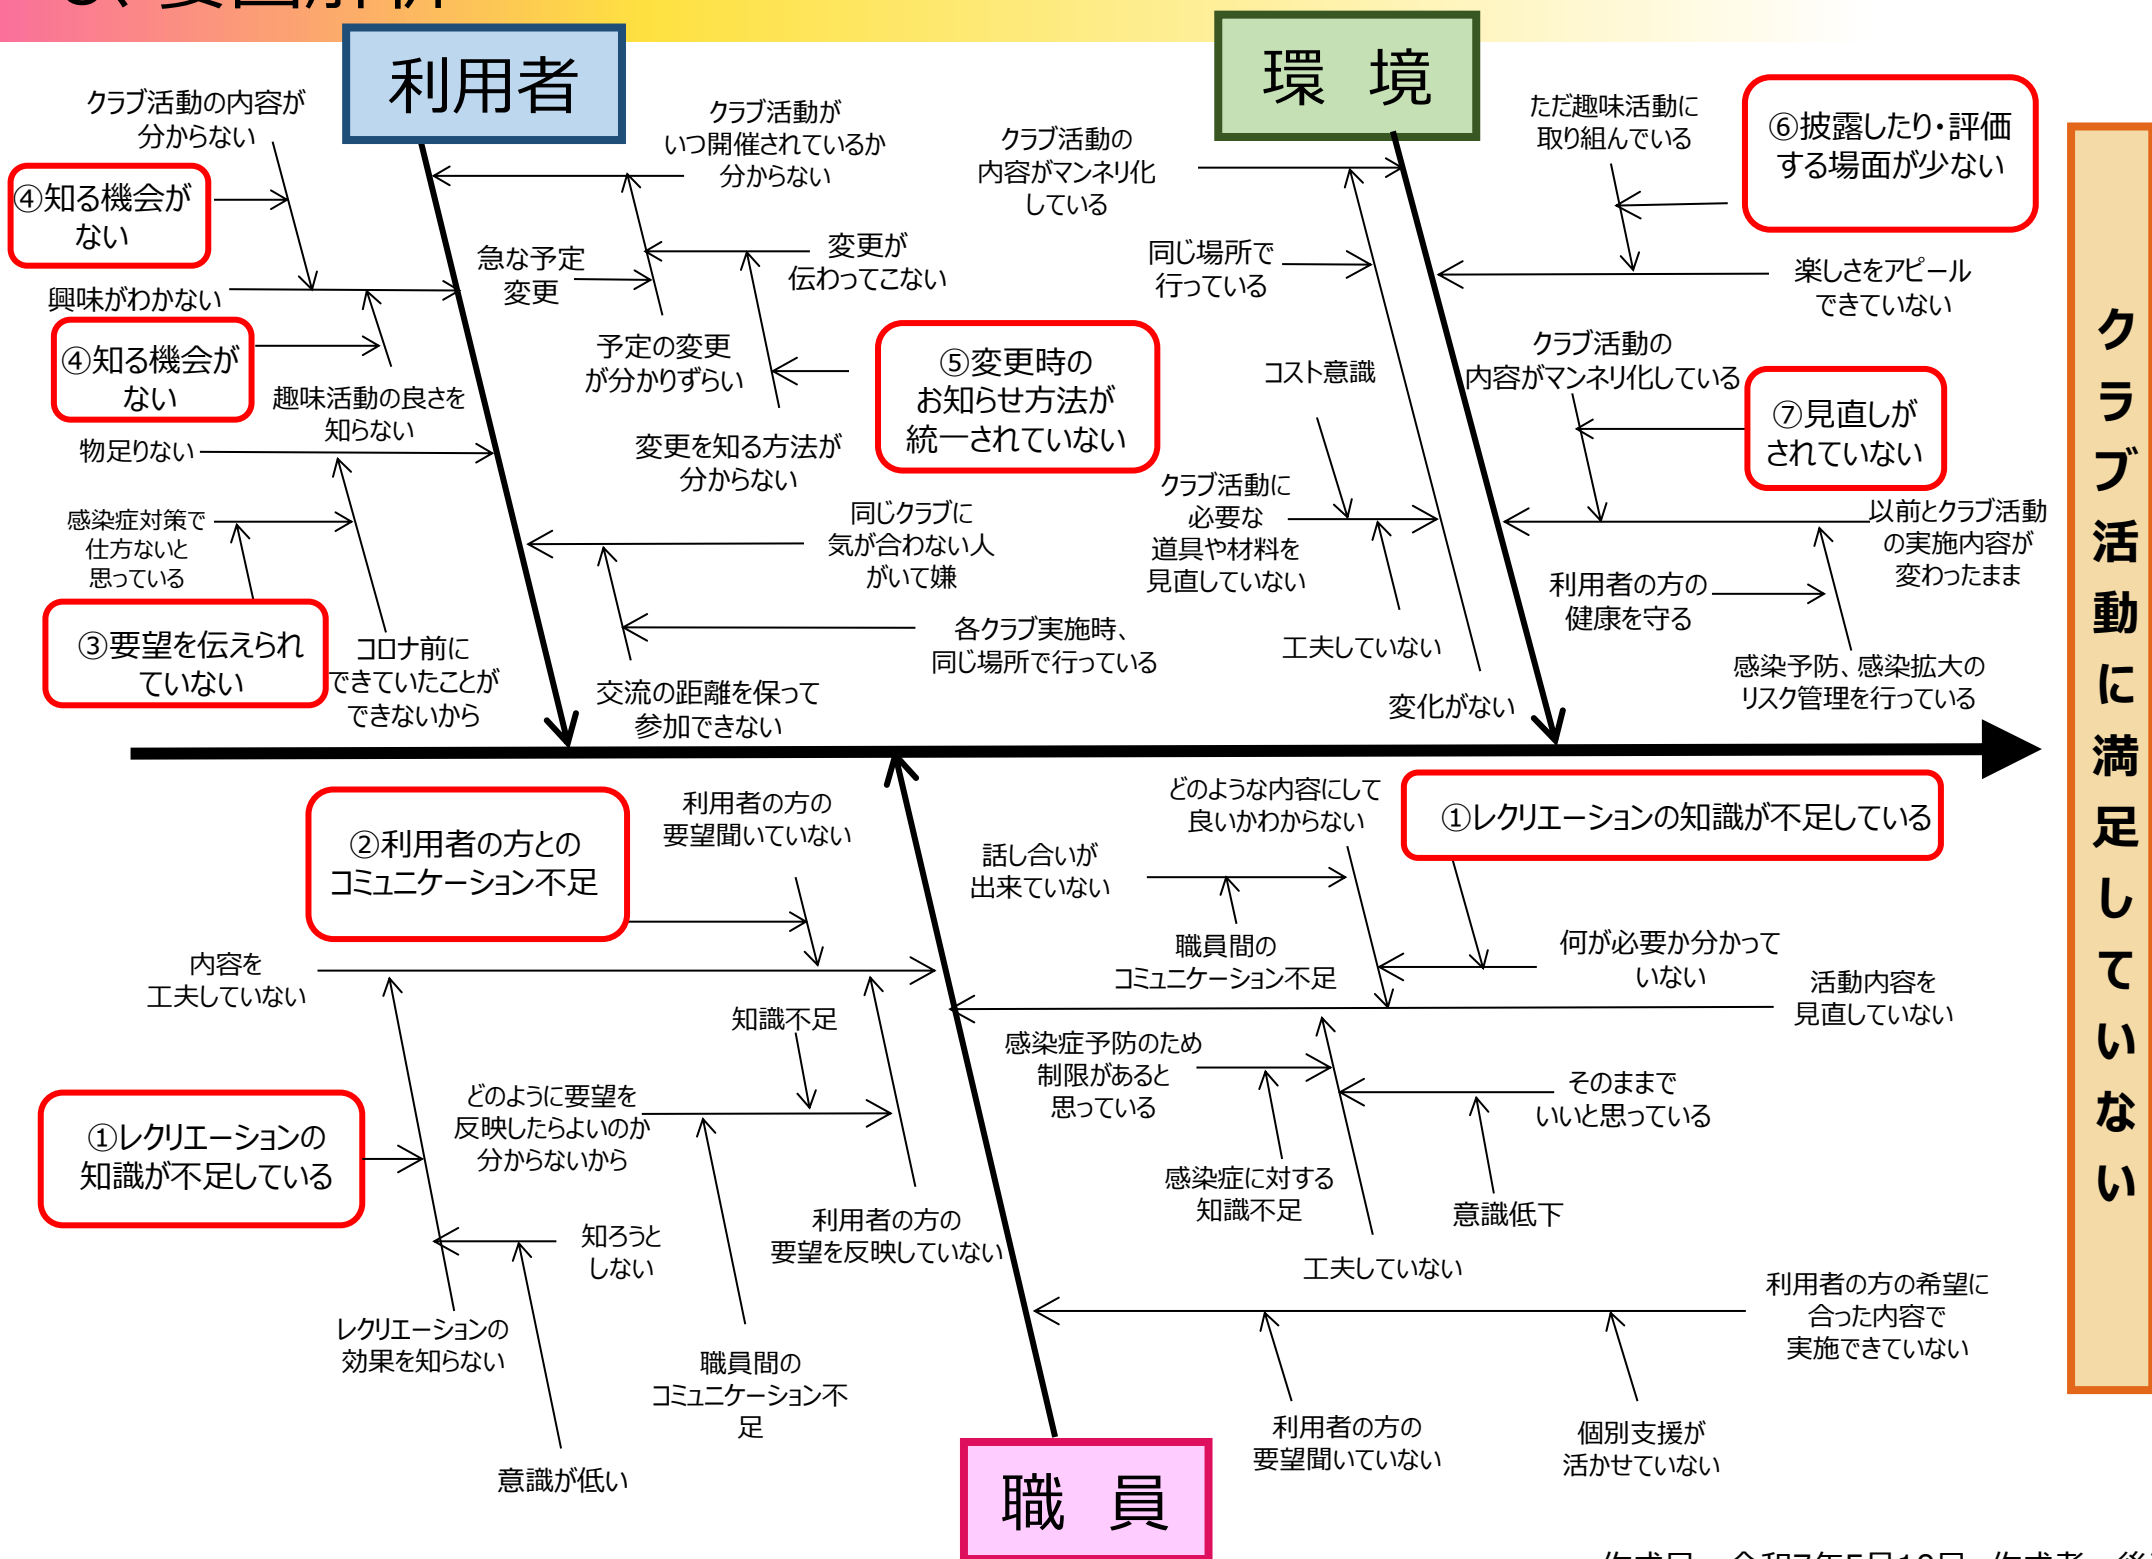 要因解析
利用者
環　境
クラブ活動の内容が
分からない
④知る機会が
ない
興味がわかない
④知る機会が
ない
趣味活動の良さを
知らない
物足りない
感染症対策で
仕方ないと
思っている
③要望を伝えられ
ていない
コロナ前に
できていたことが
できないから
クラブ活動が
いつ開催されているか
分からない
急な予定
変更
変更が
伝わってこない
予定の変更
が分かりずらい
⑤変更時の
お知らせ方法が
統一されていない
変更を知る方法が
分からない
同じクラブに
気が合わない人
がいて嫌
各クラブ実施時、
同じ場所で行っている
交流の距離を保って
参加できない
クラブ活動の
内容がマンネリ化
している
同じ場所で
行っている
コスト意識
クラブ活動に
必要な
道具や材料を
見直していない
工夫していない
変化がない
ただ趣味活動に
取り組んでいる
⑥披露したり・評価
する場面が少ない
楽しさをアピール
できていない
クラブ活動の
内容がマンネリ化している
⑦見直しが
されていない
以前とクラブ活動
の実施内容が
変わったまま
利用者の方の
健康を守る
感染予防、感染拡大の
リスク管理を行っている
クラブ活動に満足していない
②利用者の方との
コミュニケーション不足
利用者の方の
要望聞いていない
内容を
工夫していない
知識不足
①レクリエーションの
知識が不足している
どのように要望を
反映したらよいのか
分からないから
知ろうと
しない
利用者の方の
要望を反映していない
レクリエーションの
効果を知らない
職員間の
コミュニケーション不
足
意識が低い
どのような内容にして
良いかわからない
①レクリエーションの知識が不足している
話し合いが
出来ていない
職員間の
コミュニケーション不足
何が必要か分かって
いない
活動内容を
見直していない
感染症予防のため
制限があると
思っている
そのままで
いいと思っている
感染症に対する
知識不足
意識低下
工夫していない
利用者の方の希望に
合った内容で
実施できていない
利用者の方の
要望聞いていない
個別支援が
活かせていない
職　員
作成日　令和7年5月10日　作成者　後